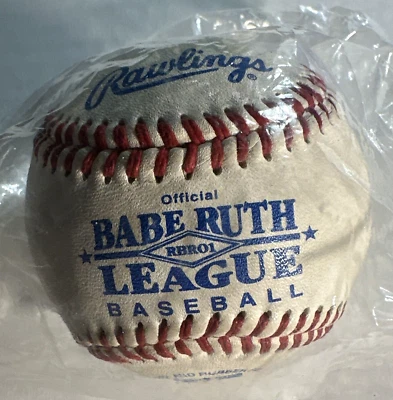 Rawlings®
Official
BABE RUTH
RBRO1
LEAGUE
BASEBALL